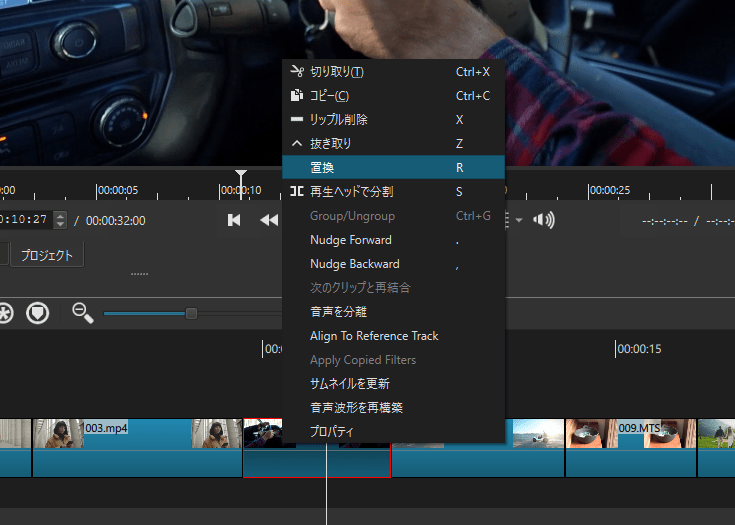 切り取り(T) Ctrl+X
コピー(C) Ctrl+C
リップル削除 X
抜き取り Z
置換 R
再生ヘッドで分割 S
Group/Ungroup Ctrl+G
Nudge Forward .
Nudge Backward ,
次のクリップと再結合
音声を分離
Align To Reference Track
Apply Copied Filters
サムネイルを更新
音声波形を再構築
プロパティ
:00 00:00:05 00:00:10 00:00:25
0:10:27 / 00:00:32:00 --:--:--:-- / --:--:-
プロジェクト
00:0 00:00:15
003.mp4 009.MTS